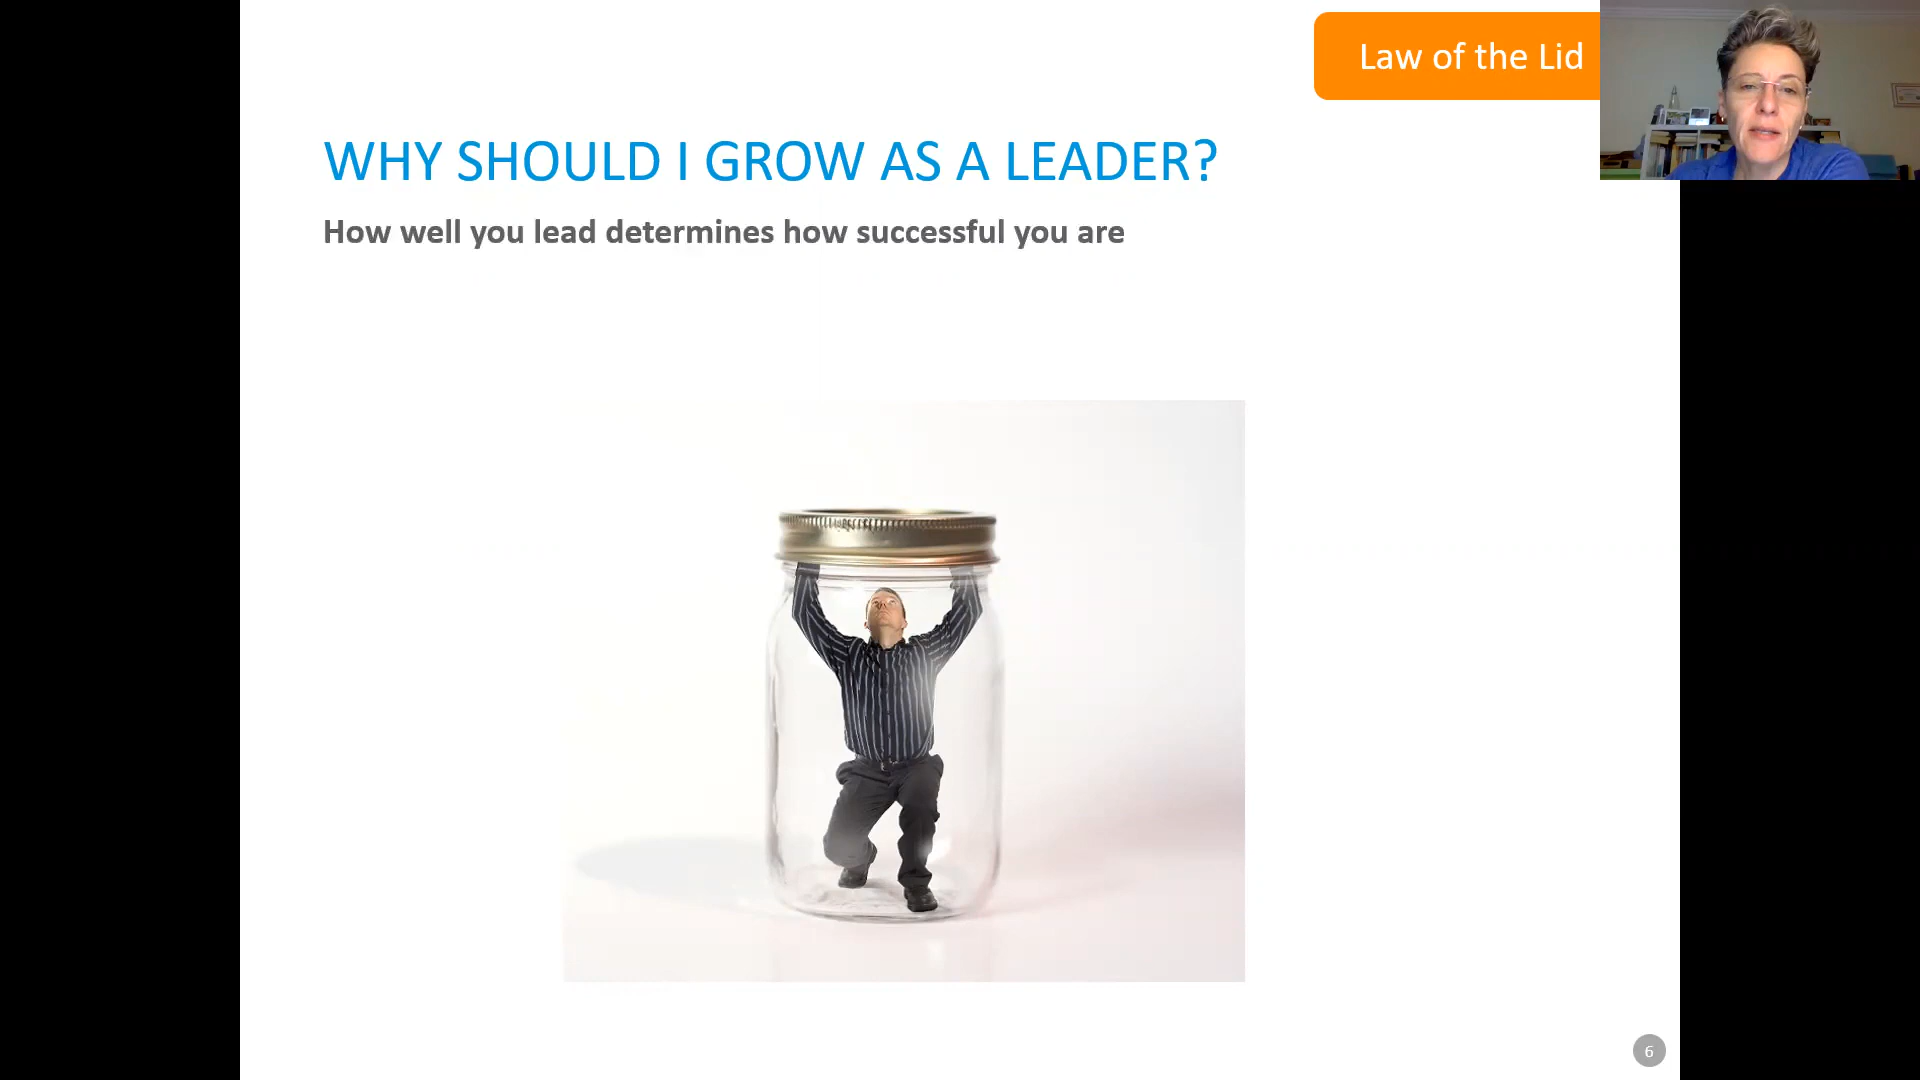 Law of the Lid
WHY SHOULD I GROW AS A LEADER?
How well you lead determines how successful you are
6